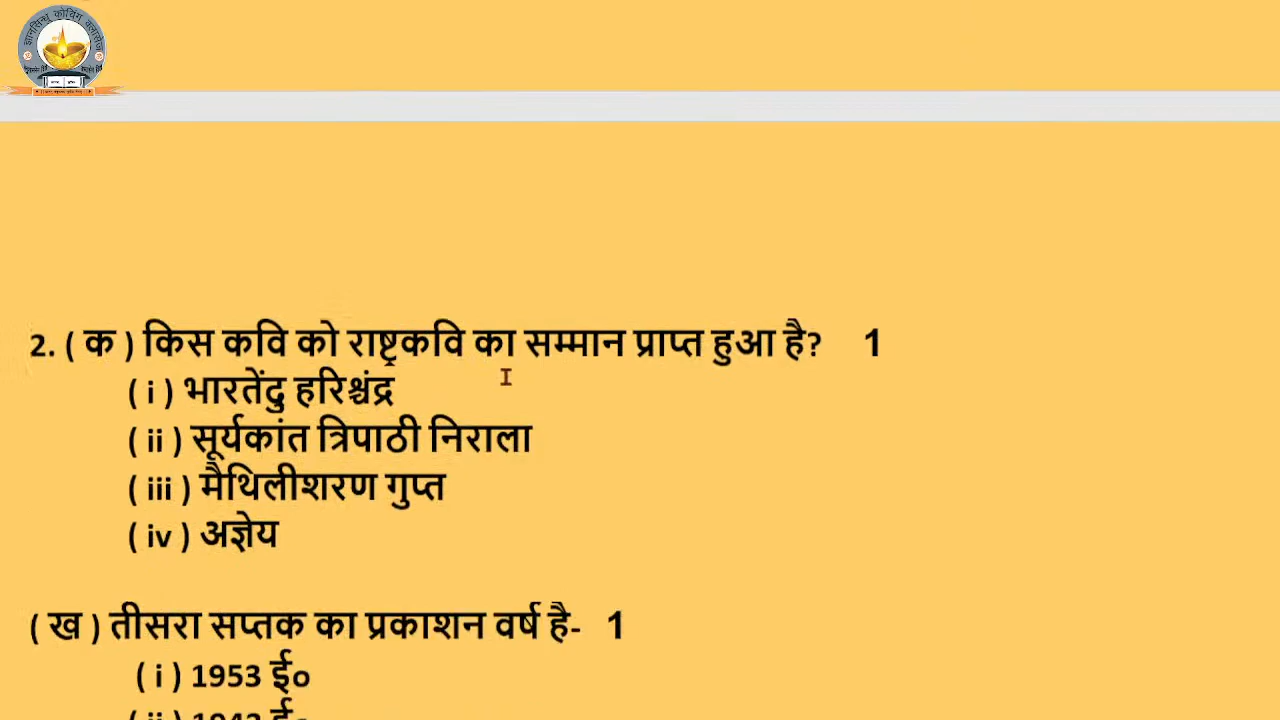 ज्ञानसिन्धु कोचिंग क्लासेज
2. ( क ) किस कवि को राष्ट्रकवि का सम्मान प्राप्त हुआ है? 1
( i ) भारतेंदु हरिश्चंद्र
( ii ) सूर्यकांत त्रिपाठी निराला
( iii ) मैथिलीशरण गुप्त
( iv ) अज्ञेय
( ख ) तीसरा सप्तक का प्रकाशन वर्ष है- 1
( i ) 1953 ई०